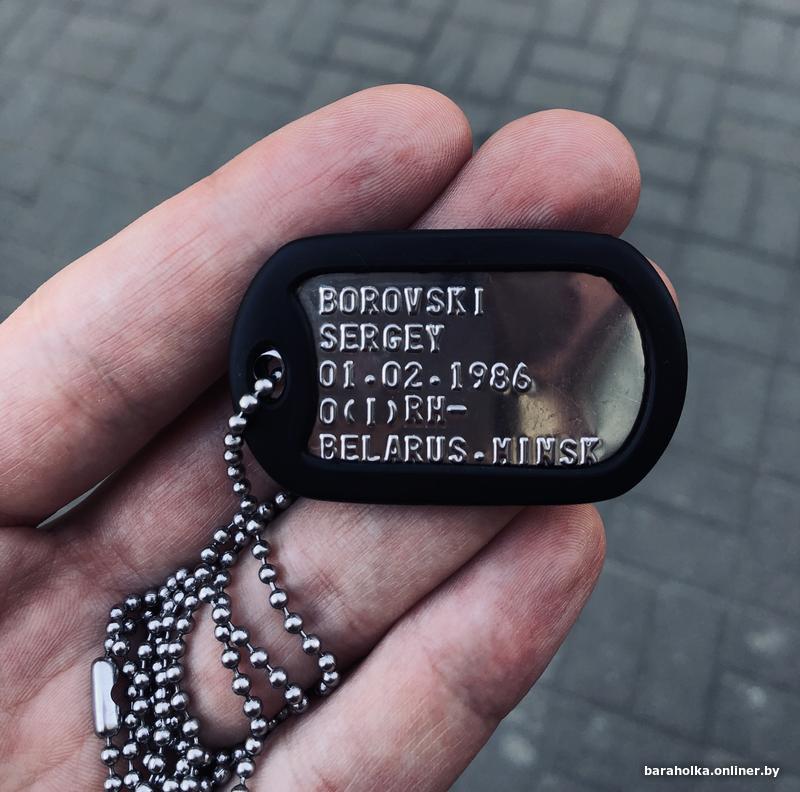 BOROVSKI
SERGEY
01.02.1986
O(I)RH-
BELARUS.MINSK
baraholka.onliner.by